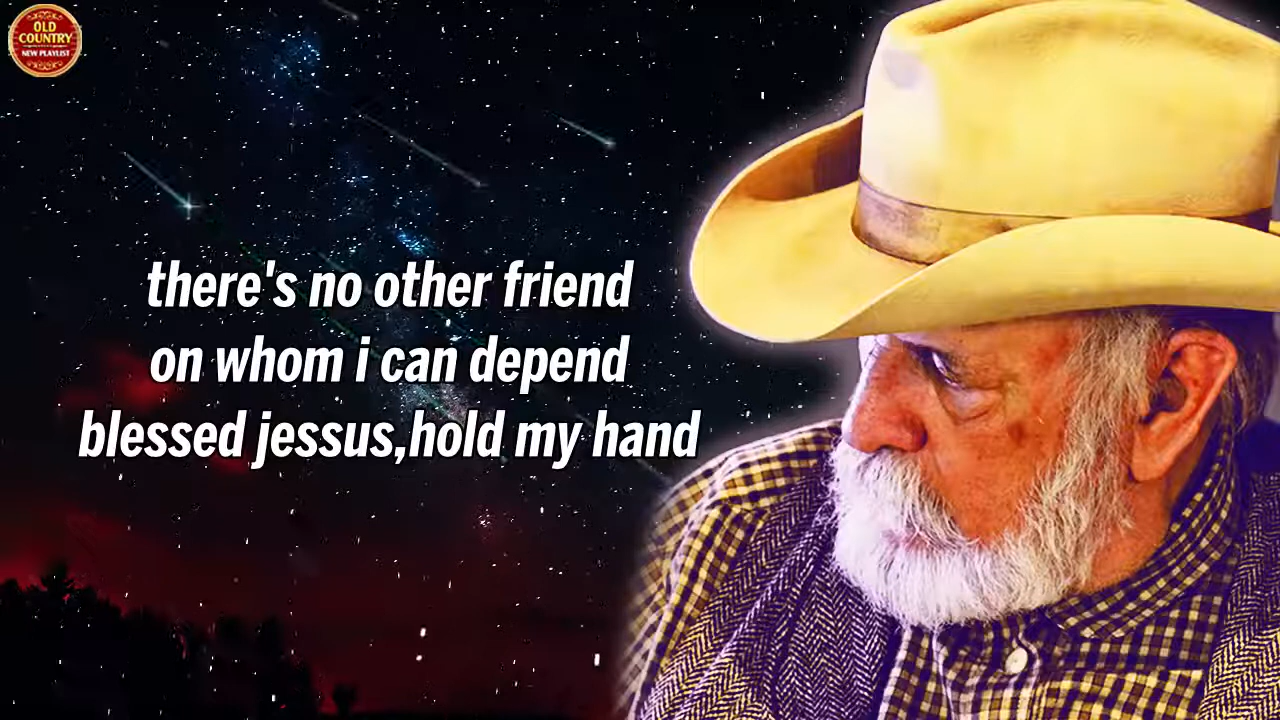 OLD
COUNTRY
NEW PLAYLIST
there's no other friend
on whom i can depend
blessed jessus,hold my hand